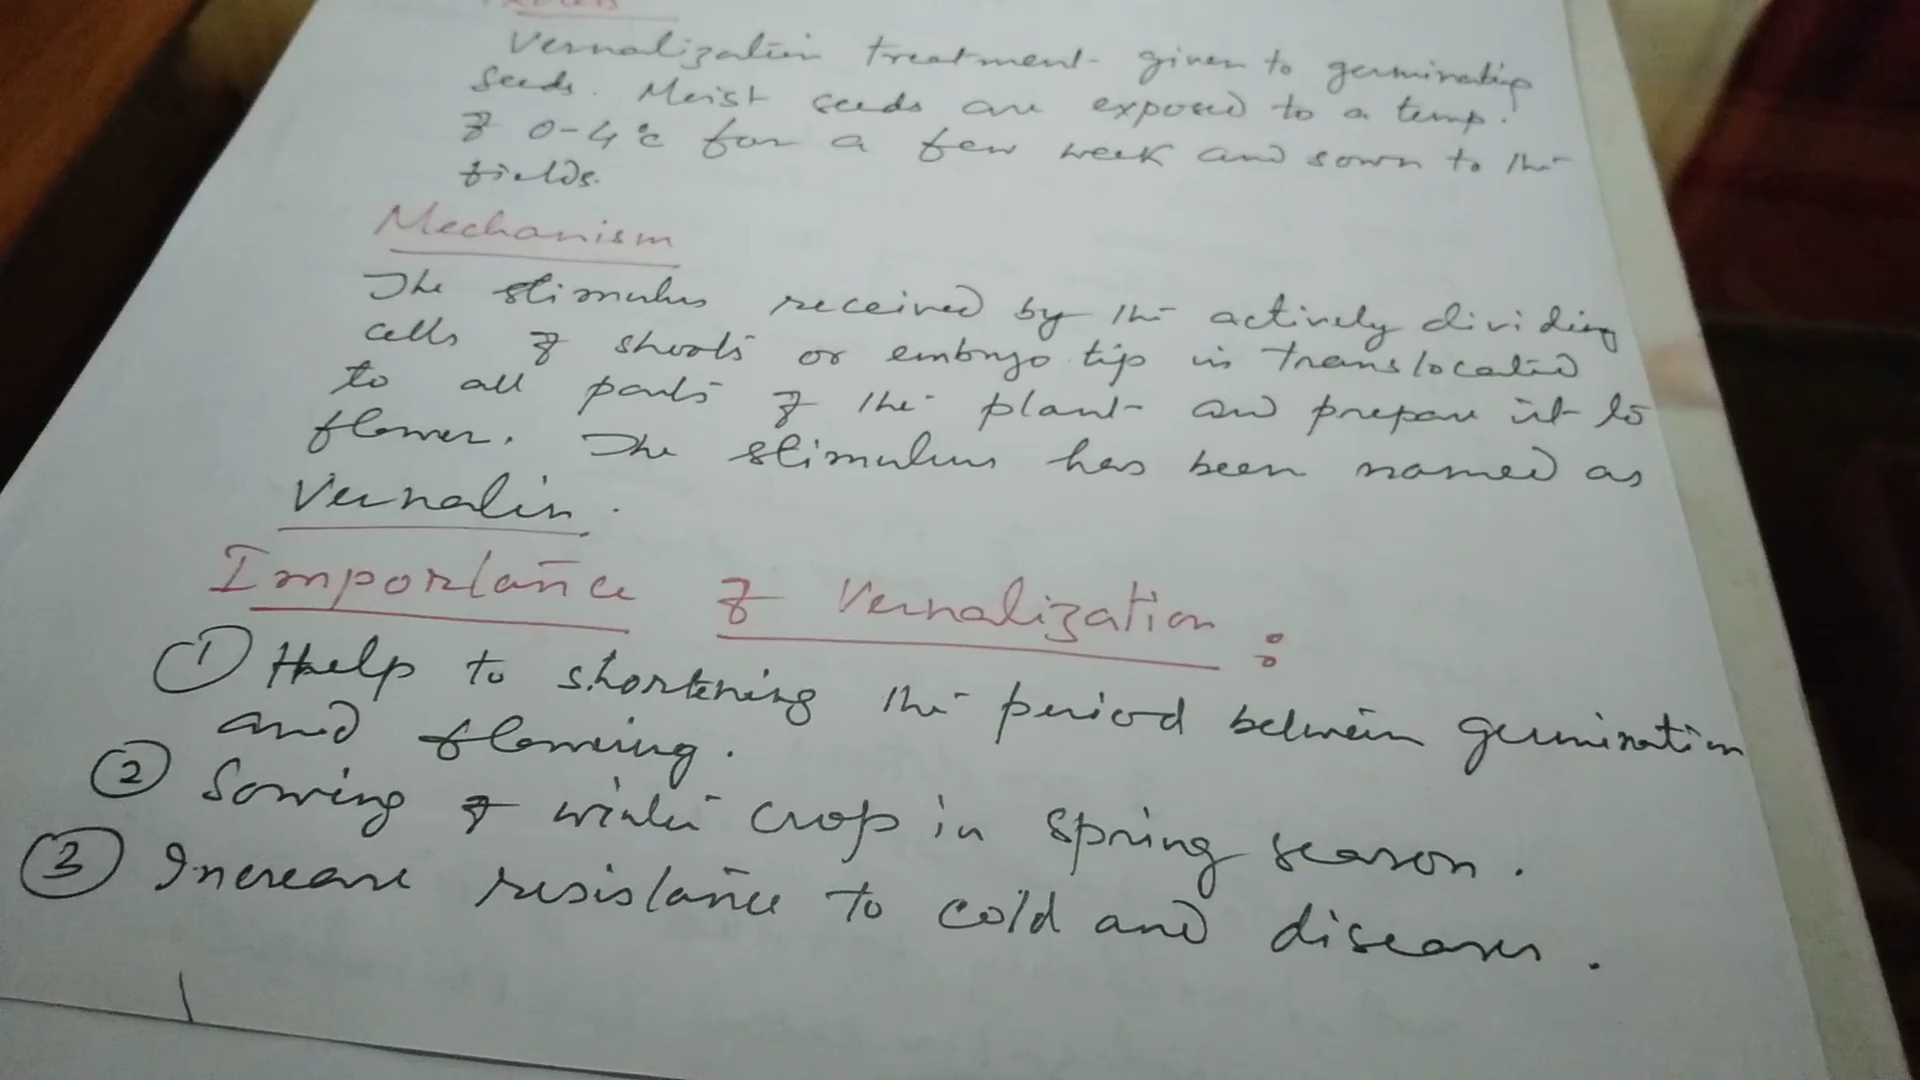 Vernalization treatment given to germinating
seeds. Moist seeds are exposed to a temp.
of 0-4°c for a few week and sown to the
fields.
Mechanism
The stimulus received by the actively dividing
cells of shoots or embryo tip is translocated
to all parts of the plant and prepare it to
flower. The stimulus has been named as
Vernalin.
Importance of Vernalization :
① Help to shortening the period between germination
and flowering.
② Sowing of winter crop in spring season.
③ Increase resistance to cold and diseases.